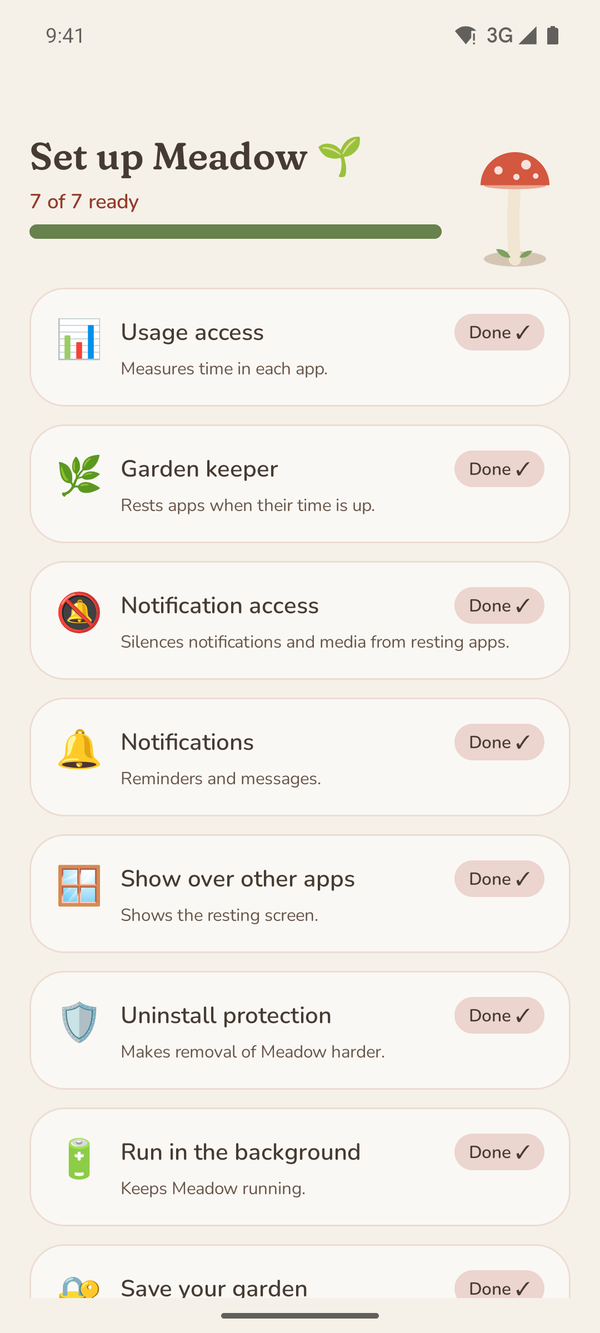 9:41
3G
Set up Meadow 🌱
7 of 7 ready
Usage access
Done ✓
Measures time in each app.
Garden keeper
Done ✓
Rests apps when their time is up.
Notification access
Done ✓
Silences notifications and media from resting apps.
Notifications
Done ✓
Reminders and messages.
Show over other apps
Done ✓
Shows the resting screen.
Uninstall protection
Done ✓
Makes removal of Meadow harder.
Run in the background
Done ✓
Keeps Meadow running.
Save your garden
Done ✓